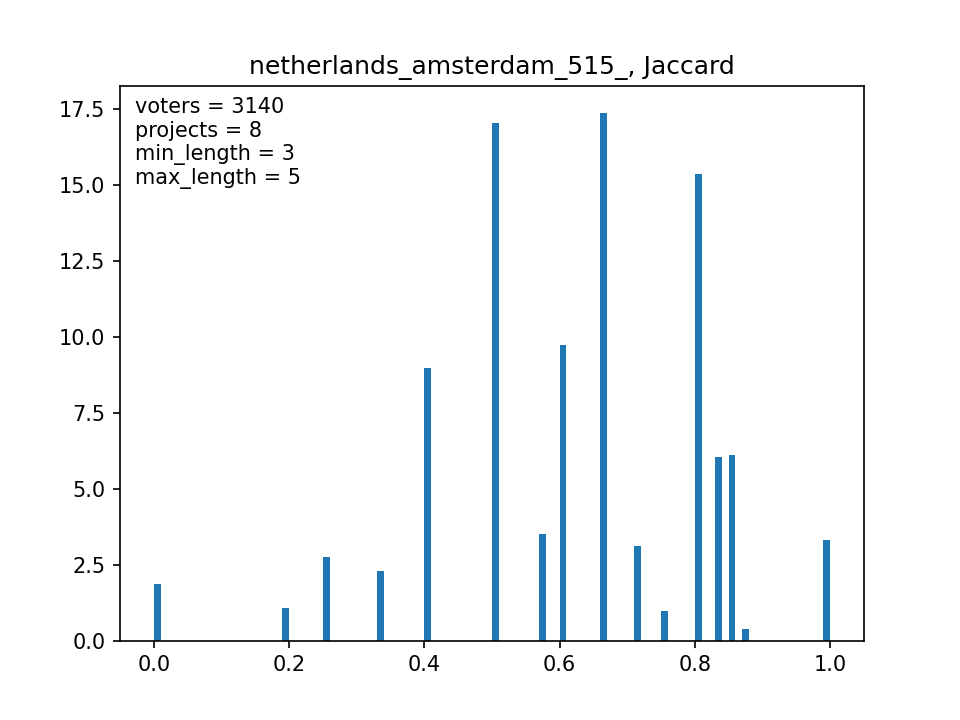 netherlands_amsterdam_515_, Jaccard
voters = 3140
projects = 8
min_length = 3
max_length = 5
17.5
15.0
12.5
10.0
7.5
5.0
2.5
0.0
0.0 0.2 0.4 0.6 0.8 1.0